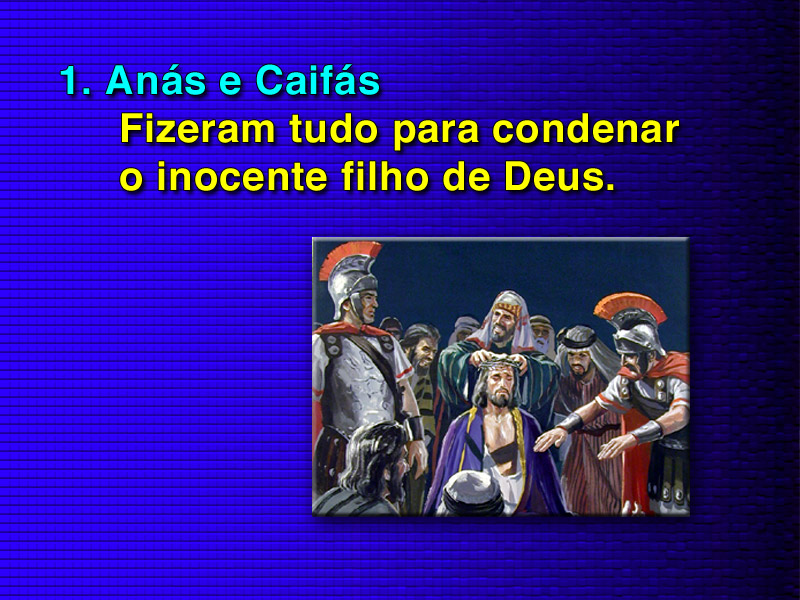 1. Anás e Caifás
Fizeram tudo para condenar
o inocente filho de Deus.